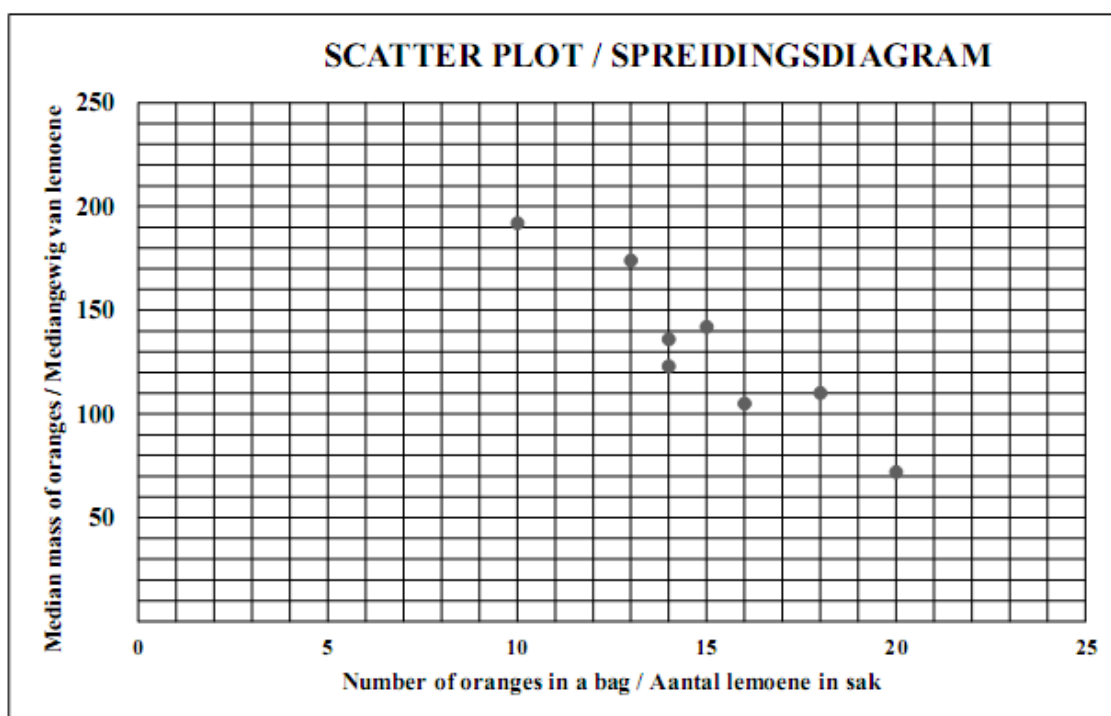 SCATTER PLOT / SPREIDINGSDIAGRAM
Median mass of oranges / Mediangewig van lemoene
250
200
150
100
50
0 5 10 15 20 25
Number of oranges in a bag / Aantal lemoene in sak